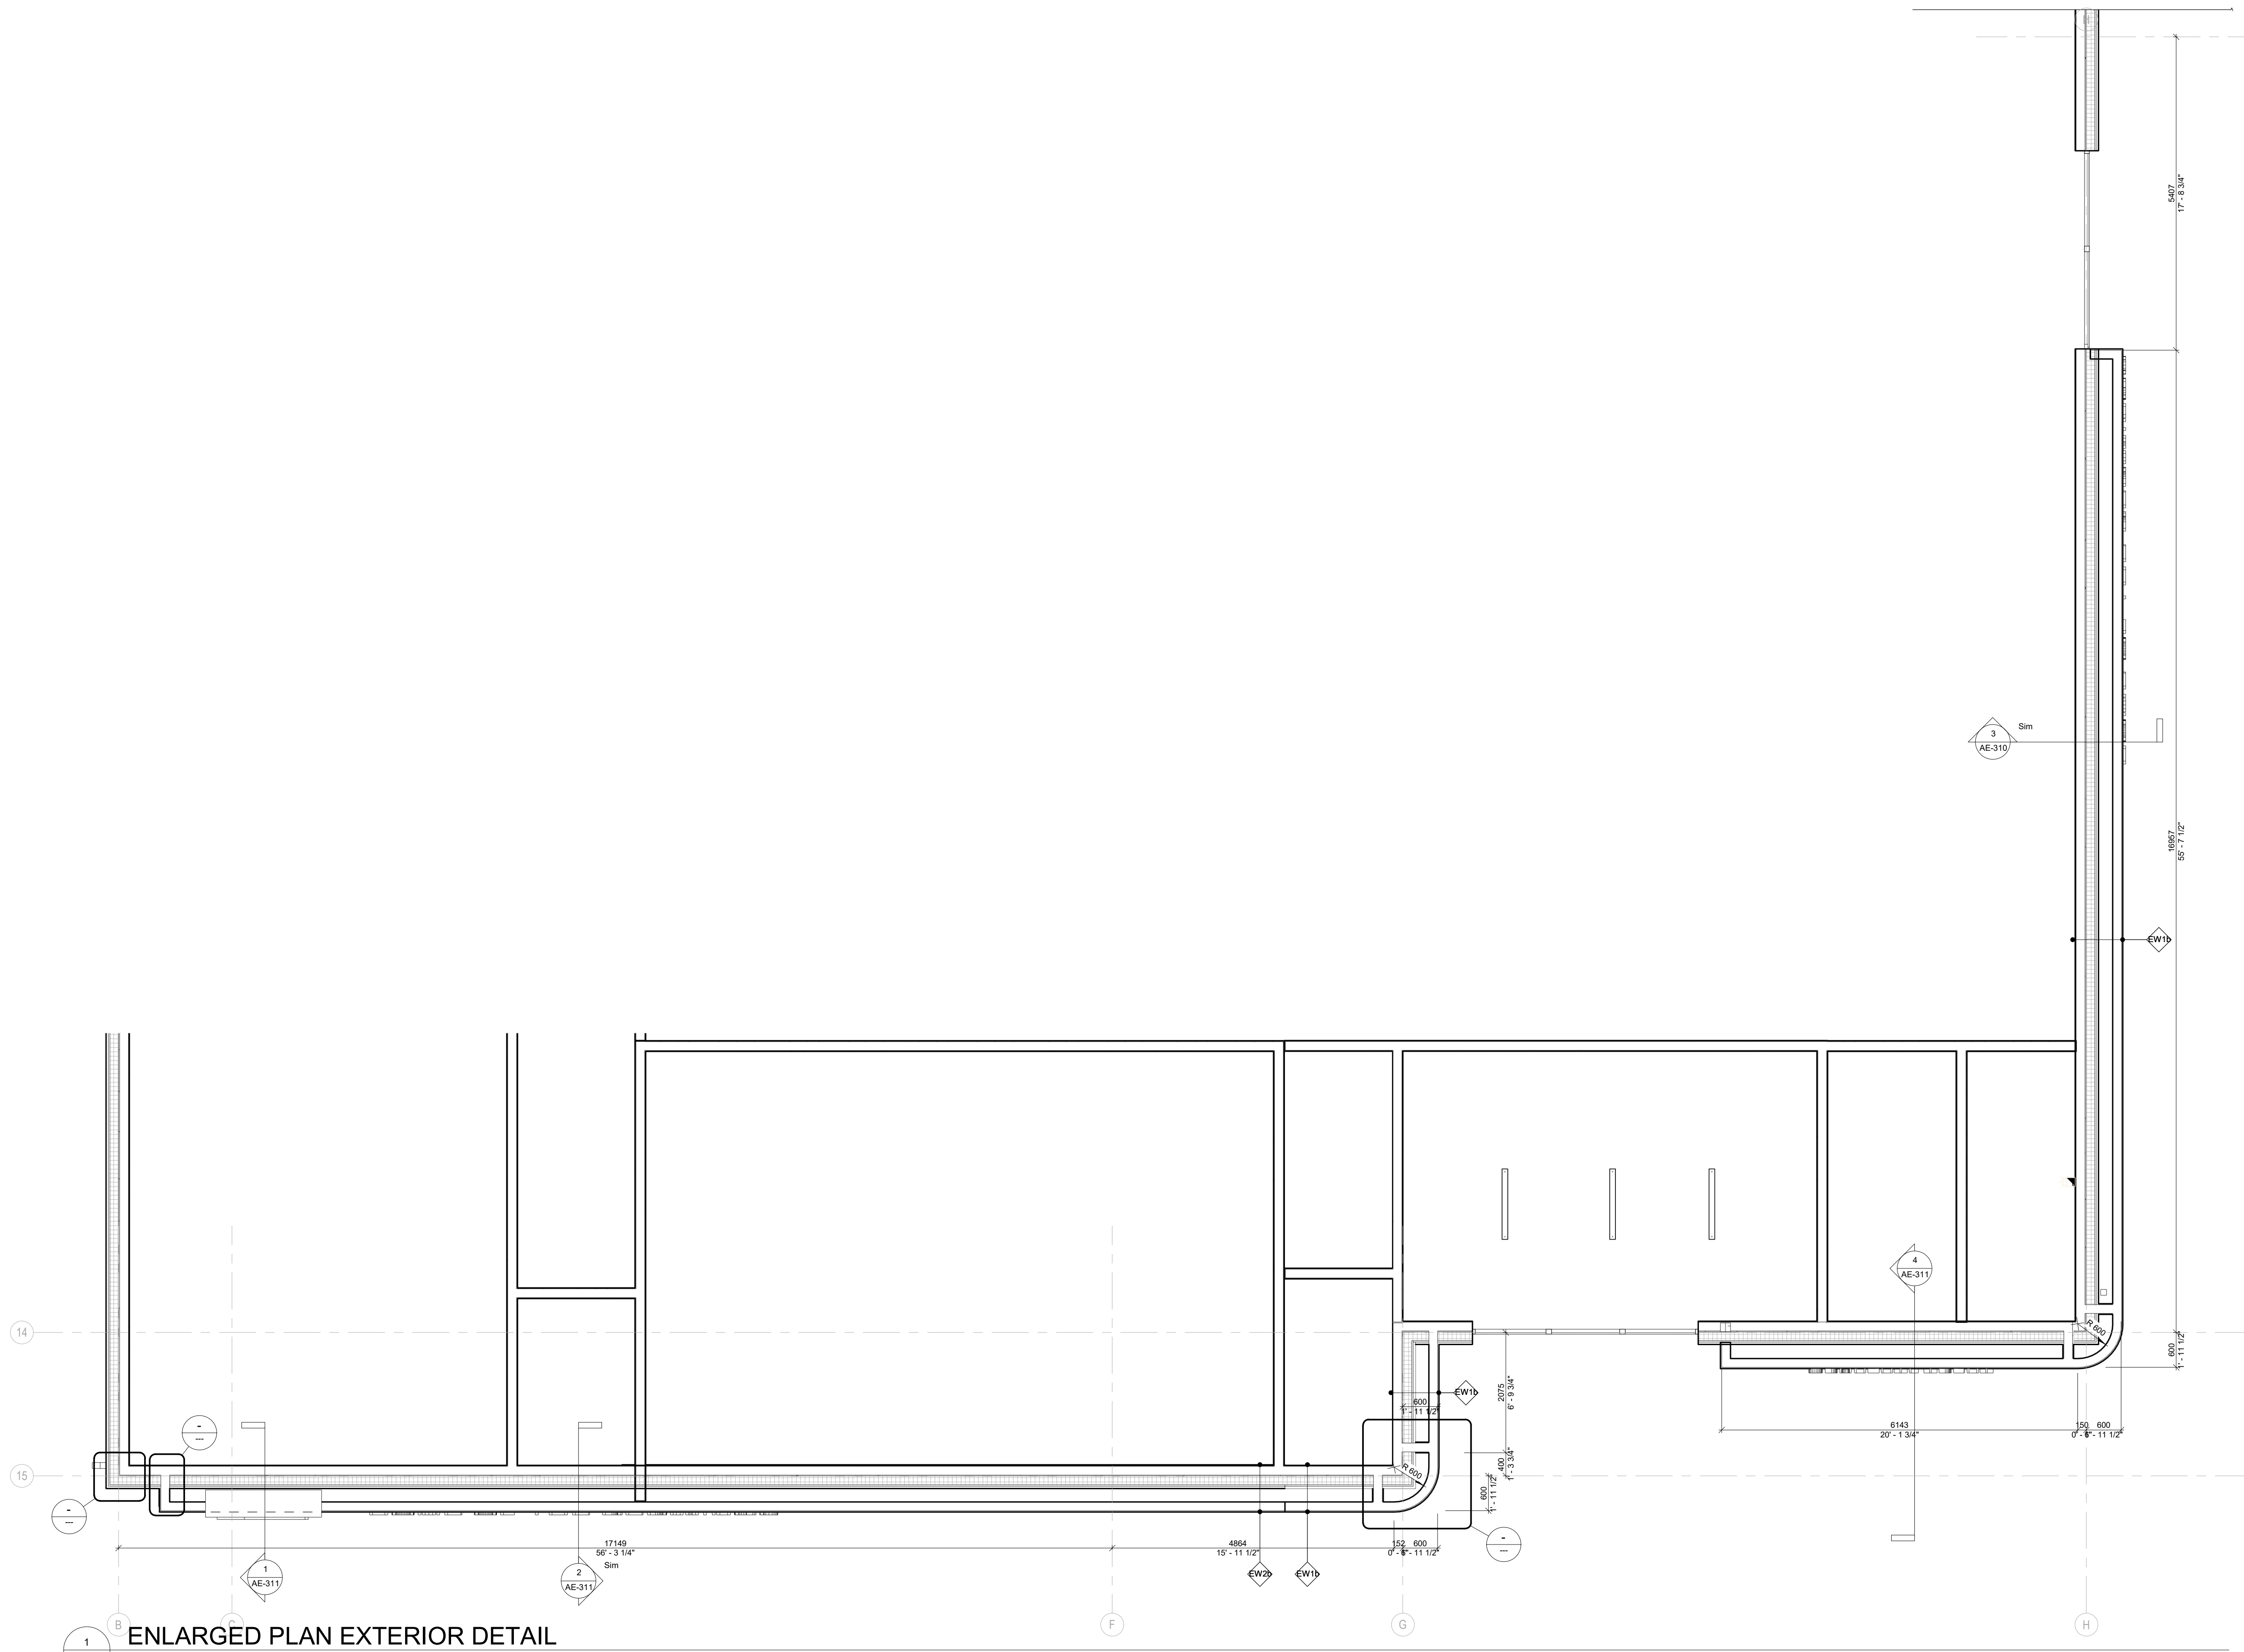 H
5407
17' - 8 3/4"
3
AE-310
Sim
16957
55' - 7 1/2"
EW1b
4
AE-311
14
R 600
600
1' - 11 1/2"
2075
6' - 9 3/4"
EW1b
600
1' - 11 1/2"
6143
20' - 1 3/4"
150
0' - 6"
600
1' - 11 1/2"
-
---
15
R 600
400
1' - 3 3/4"
600
1' - 11 1/2"
-
---
-
---
17149
56' - 3 1/4"
4864
15' - 11 1/2"
152
0' - 6"
600
1' - 11 1/2"
1
AE-311
2
AE-311
Sim
EW2b
EW1b
B
C
F
G
H
1
ENLARGED PLAN EXTERIOR DETAIL